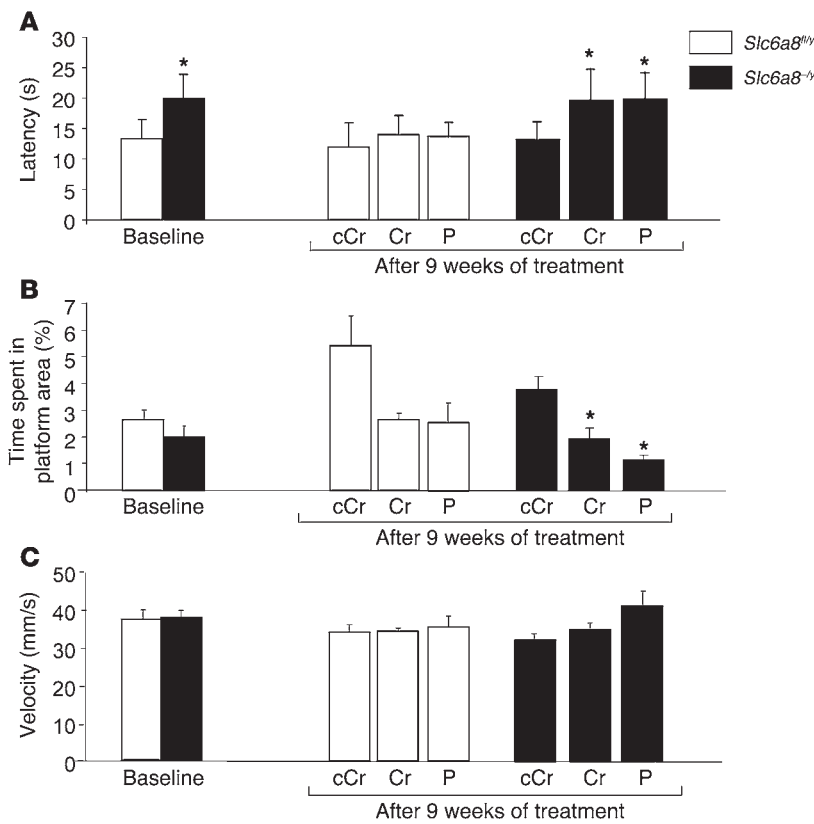 A
30
25
20
15
10
5
0
Latency (s)
* * *
Slc6a8fl/y
Slc6a8–/y
Baseline cCr Cr P cCr Cr P
After 9 weeks of treatment
B
7
6
5
4
3
2
1
0
Time spent in
platform area (%)
* *
Baseline cCr Cr P cCr Cr P
After 9 weeks of treatment
C
50
40
30
20
10
0
Velocity (mm/s)
Baseline cCr Cr P cCr Cr P
After 9 weeks of treatment